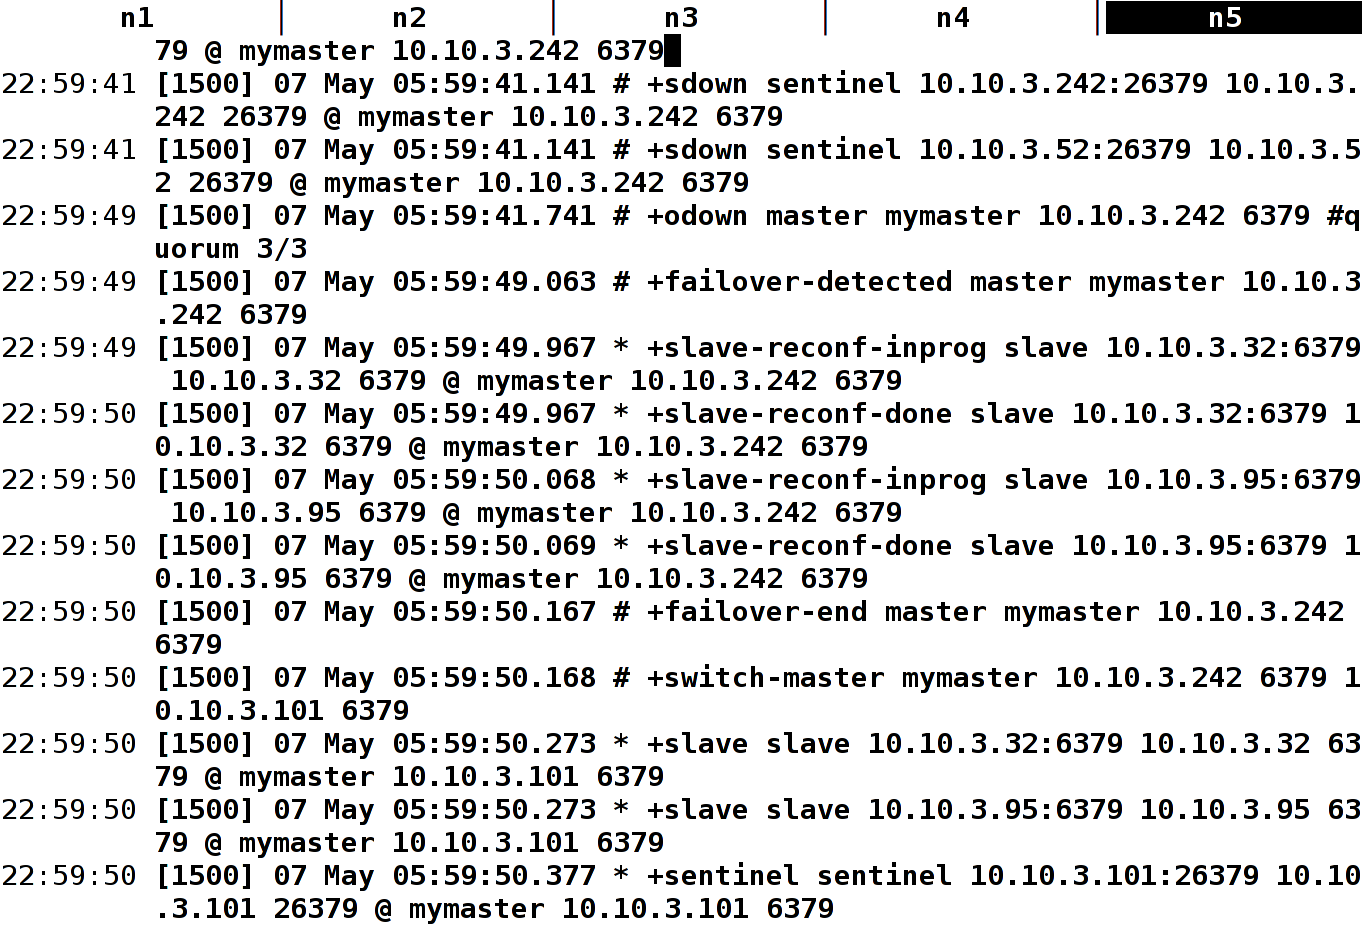 n1 | n2 | n3 | n4 | n5
79 @ mymaster 10.10.3.242 6379
22:59:41 [1500] 07 May 05:59:41.141 # +sdown sentinel 10.10.3.242:26379 10.10.3.
242 26379 @ mymaster 10.10.3.242 6379
22:59:41 [1500] 07 May 05:59:41.141 # +sdown sentinel 10.10.3.52:26379 10.10.3.5
2 26379 @ mymaster 10.10.3.242 6379
22:59:49 [1500] 07 May 05:59:41.741 # +odown master mymaster 10.10.3.242 6379 #q
uorum 3/3
22:59:49 [1500] 07 May 05:59:49.063 # +failover-detected master mymaster 10.10.3
.242 6379
22:59:49 [1500] 07 May 05:59:49.967 * +slave-reconf-inprog slave 10.10.3.32:6379
10.10.3.32 6379 @ mymaster 10.10.3.242 6379
22:59:50 [1500] 07 May 05:59:49.967 * +slave-reconf-done slave 10.10.3.32:6379 1
0.10.3.32 6379 @ mymaster 10.10.3.242 6379
22:59:50 [1500] 07 May 05:59:50.068 * +slave-reconf-inprog slave 10.10.3.95:6379
10.10.3.95 6379 @ mymaster 10.10.3.242 6379
22:59:50 [1500] 07 May 05:59:50.069 * +slave-reconf-done slave 10.10.3.95:6379 1
0.10.3.95 6379 @ mymaster 10.10.3.242 6379
22:59:50 [1500] 07 May 05:59:50.167 # +failover-end master mymaster 10.10.3.242
6379
22:59:50 [1500] 07 May 05:59:50.168 # +switch-master mymaster 10.10.3.242 6379 1
0.10.3.101 6379
22:59:50 [1500] 07 May 05:59:50.273 * +slave slave 10.10.3.32:6379 10.10.3.32 63
79 @ mymaster 10.10.3.101 6379
22:59:50 [1500] 07 May 05:59:50.273 * +slave slave 10.10.3.95:6379 10.10.3.95 63
79 @ mymaster 10.10.3.101 6379
22:59:50 [1500] 07 May 05:59:50.377 * +sentinel sentinel 10.10.3.101:26379 10.10
.3.101 26379 @ mymaster 10.10.3.101 6379